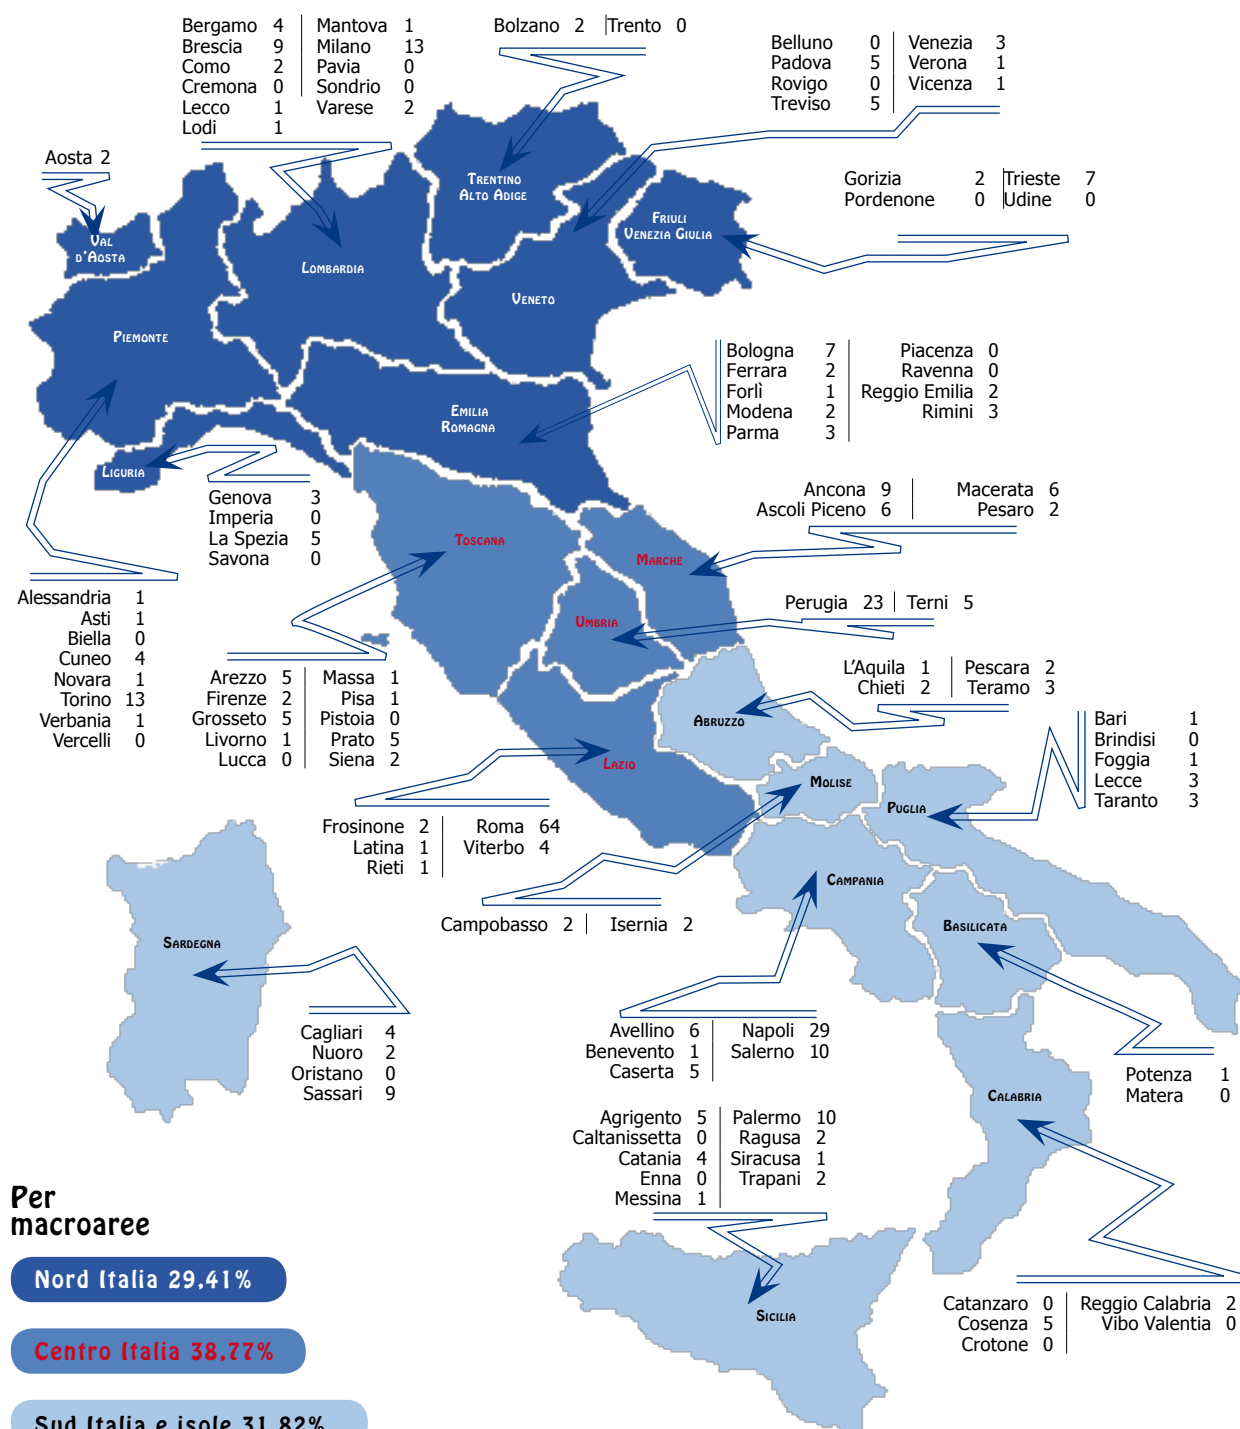 Bergamo 4 | Mantova 1
Brescia 9 | Milano 13
Como 2 | Pavia 0
Cremona 0 | Sondrio 0
Lecco 1 | Varese 2
Lodi 1
Bolzano 2 | Trento 0
Belluno 0 | Venezia 3
Padova 5 | Verona 1
Rovigo 0 | Vicenza 1
Treviso 5
Aosta 2
Gorizia 2 | Trieste 7
Pordenone 0 | Udine 0
Trentino
Alto Adige
Friuli
Venezia Giulia
Val
d'Aosta
Lombardia
Veneto
Piemonte
Bologna 7 | Piacenza 0
Ferrara 2 | Ravenna 0
Forlì 1 | Reggio Emilia 2
Modena 2 | Rimini 3
Parma 3
Emilia
Romagna
Liguria
Genova 3
Imperia 0
La Spezia 5
Savona 0
Ancona 9 | Macerata 6
Ascoli Piceno 6 | Pesaro 2
Toscana
Marche
Alessandria 1
Asti 1
Biella 0
Cuneo 4
Novara 1
Torino 13
Verbania 1
Vercelli 0
Perugia 23 | Terni 5
Umbria
Arezzo 5 | Massa 1
Firenze 2 | Pisa 1
Grosseto 5 | Pistoia 0
Livorno 1 | Prato 5
Lucca 0 | Siena 2
L'Aquila 1 | Pescara 2
Chieti 2 | Teramo 3
Abruzzo
Bari 1
Brindisi 0
Foggia 1
Lecce 3
Taranto 3
Lazio
Molise
Puglia
Frosinone 2 | Roma 64
Latina 1 | Viterbo 4
Rieti 1
Campania
Campobasso 2 | Isernia 2
Basilicata
Sardegna
Cagliari 4
Nuoro 2
Oristano 0
Sassari 9
Avellino 6 | Napoli 29
Benevento 1 | Salerno 10
Caserta 5
Potenza 1
Matera 0
Calabria
Agrigento 5 | Palermo 10
Caltanissetta 0 | Ragusa 2
Catania 4 | Siracusa 1
Enna 0 | Trapani 2
Messina 1
Sicilia
Catanzaro 0 | Reggio Calabria 2
Cosenza 5 | Vibo Valentia 0
Crotone 0
Per
macroaree
Nord Italia 29,41%
Centro Italia 38,77%
Sud Italia e isole 31,82%